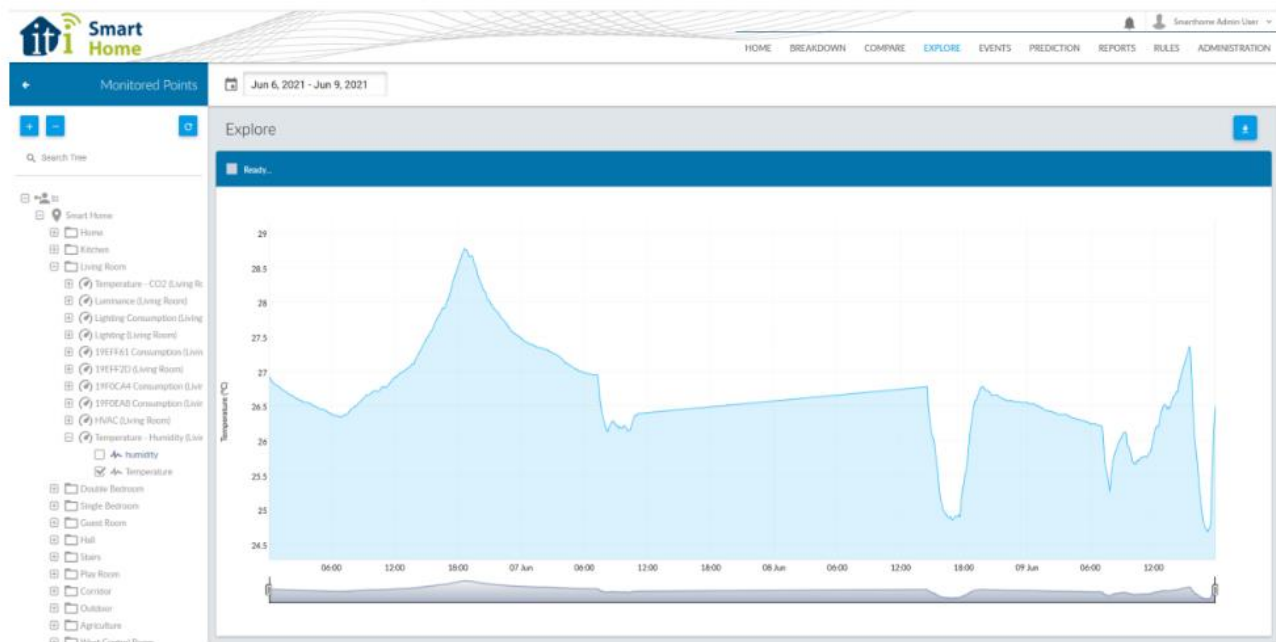 iti Smart
Home
Smarthome Admin User
HOME BREAKDOWN COMPARE EXPLORE EVENTS PREDICTION REPORTS RULES ADMINISTRATION
Monitored Points
Jun 6, 2021 - Jun 9, 2021
Explore
Search Tree
Ready...
Smart Home
Home
Kitchen
Living Room
Temperature - CO2 (Living Ro
Luminance (Living Room)
Lighting Consumption (Living
Lighting (Living Room)
19EFF61 Consumption (Livin
19EFF2D (Living Room)
19F0CA4 Consumption (Livin
19F0EA8 Consumption (Livin
HVAC (Living Room)
Temperature - Humidity (Livin
humidity
Temperature
Double Bedroom
Single Bedroom
Guest Room
Hall
Stairs
Play Room
Corridor
Outdoor
Agriculture
29
28.5
28
27.5
27
26.5
26
25.5
25
24.5
Temperature (°C)
06:00 12:00 18:00 07 Jun 06:00 12:00 18:00 08 Jun 06:00 12:00 18:00 09 Jun 06:00 12:00